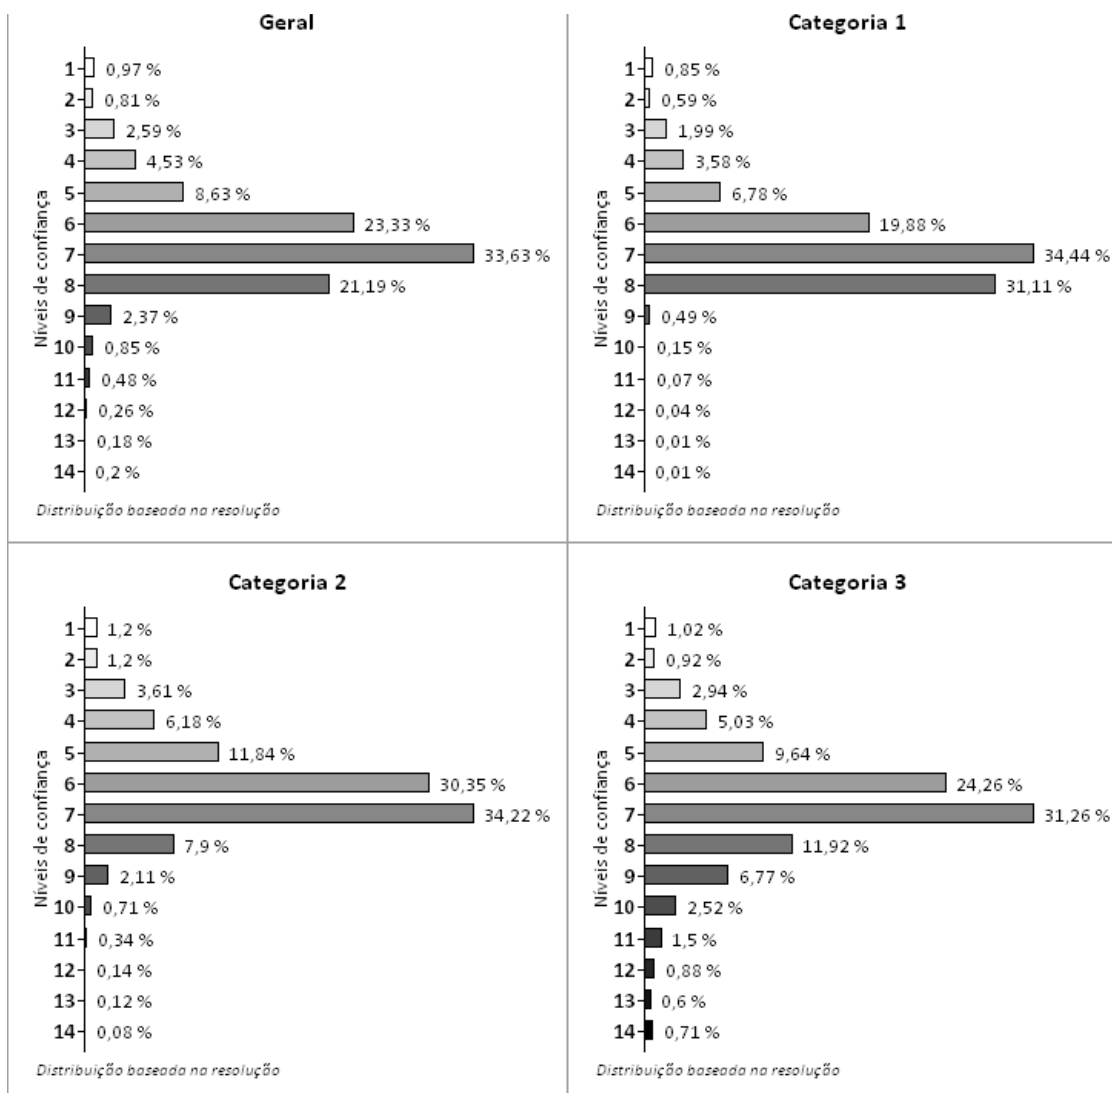 Geral
Níveis de confiança
1 0,97 %
2 0,81 %
3 2,59 %
4 4,53 %
5 8,63 %
6 23,33 %
7 33,63 %
8 21,19 %
9 2,37 %
10 0,85 %
11 0,48 %
12 0,26 %
13 0,18 %
14 0,2 %
Distribuição baseada na resolução
Categoria 1
Níveis de confiança
1 0,85 %
2 0,59 %
3 1,99 %
4 3,58 %
5 6,78 %
6 19,88 %
7 34,44 %
8 31,11 %
9 0,49 %
10 0,15 %
11 0,07 %
12 0,04 %
13 0,01 %
14 0,01 %
Distribuição baseada na resolução
Categoria 2
Níveis de confiança
1 1,2 %
2 1,2 %
3 3,61 %
4 6,18 %
5 11,84 %
6 30,35 %
7 34,22 %
8 7,9 %
9 2,11 %
10 0,71 %
11 0,34 %
12 0,14 %
13 0,12 %
14 0,08 %
Distribuição baseada na resolução
Categoria 3
Níveis de confiança
1 1,02 %
2 0,92 %
3 2,94 %
4 5,03 %
5 9,64 %
6 24,26 %
7 31,26 %
8 11,92 %
9 6,77 %
10 2,52 %
11 1,5 %
12 0,88 %
13 0,6 %
14 0,71 %
Distribuição baseada na resolução